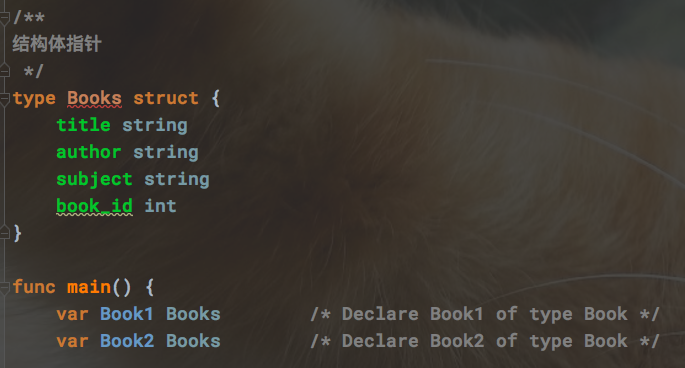 /**
结构体指针
 */
type Books struct {
    title string
    author string
    subject string
    book_id int
}

func main() {
    var Book1 Books        /* Declare Book1 of type Book */
    var Book2 Books        /* Declare Book2 of type Book */